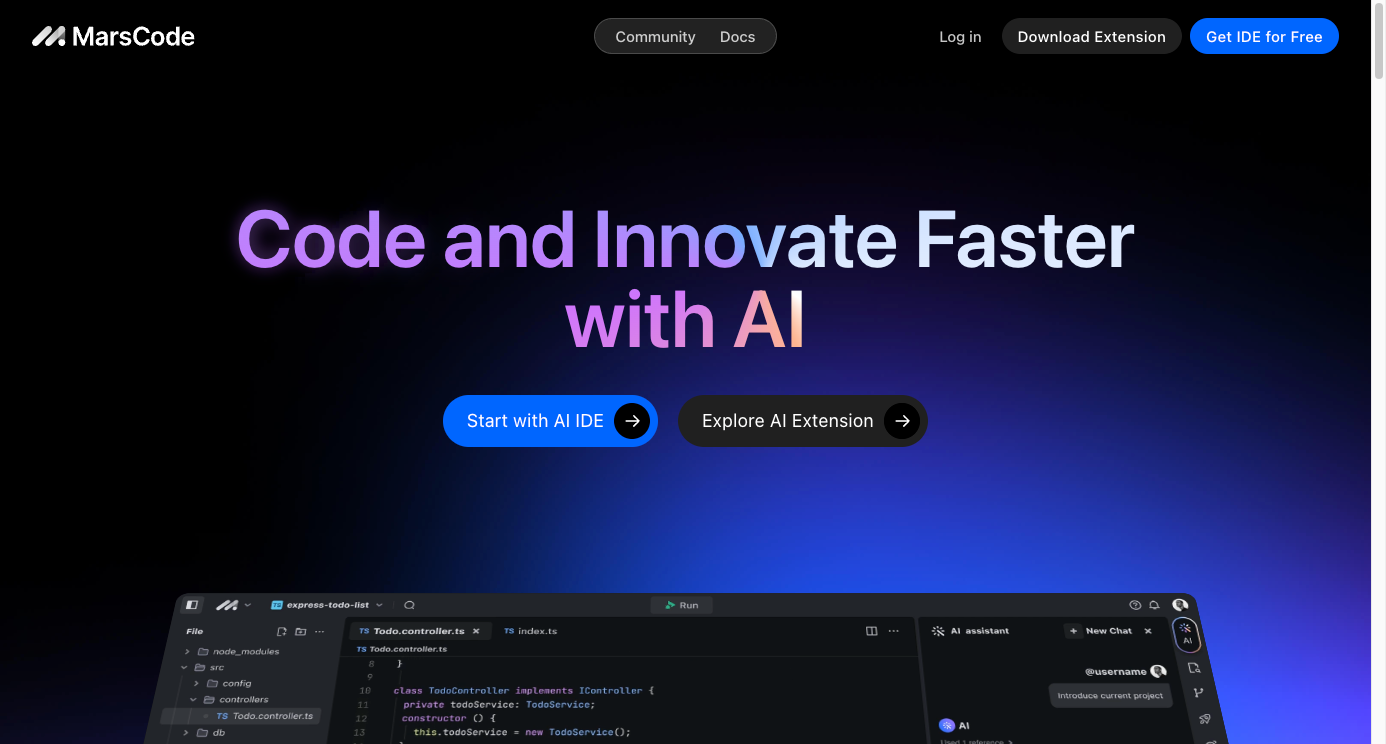 MarsCode
Community Docs
Log in
Download Extension
Get IDE for Free
Code and Innovate Faster
with AI
Start with AI IDE
Explore AI Extension
express-todo-list
Run
File
Todo.controller.ts
TS index.ts
AI assistant
New Chat
AI
node_modules
TS Todo.controller.ts
src
8 }
config
9
@username
controllers
10 class TodoController implements IController {
Introduce current project
TS Todo.controller.ts
11 private todoService: TodoService;
12 constructor () {
AI
db
13 this.todoService = new TodoService();
Used 1 reference